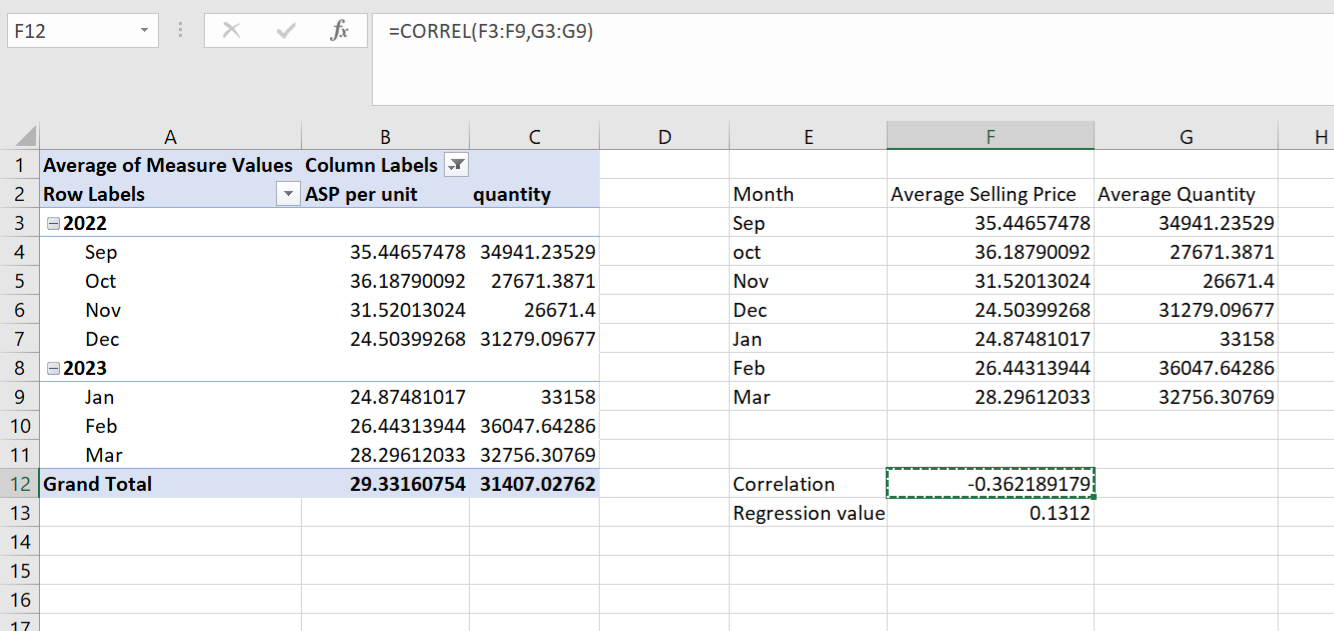 F12 fx =CORREL(F3:F9,G3:G9)
A B C D E F G H
1 Average of Measure Values Column Labels
2 Row Labels ASP per unit quantity Month Average Selling Price Average Quantity
3 2022 Sep 35.44657478 34941.23529
4 Sep 35.44657478 34941.23529 oct 36.18790092 27671.3871
5 Oct 36.18790092 27671.3871 Nov 31.52013024 26671.4
6 Nov 31.52013024 26671.4 Dec 24.50399268 31279.09677
7 Dec 24.50399268 31279.09677 Jan 24.87481017 33158
8 2023 Feb 26.44313944 36047.64286
9 Jan 24.87481017 33158 Mar 28.29612033 32756.30769
10 Feb 26.44313944 36047.64286
11 Mar 28.29612033 32756.30769
12 Grand Total 29.33160754 31407.02762 Correlation -0.362189179
13 Regression value 0.1312
14
15
16
17